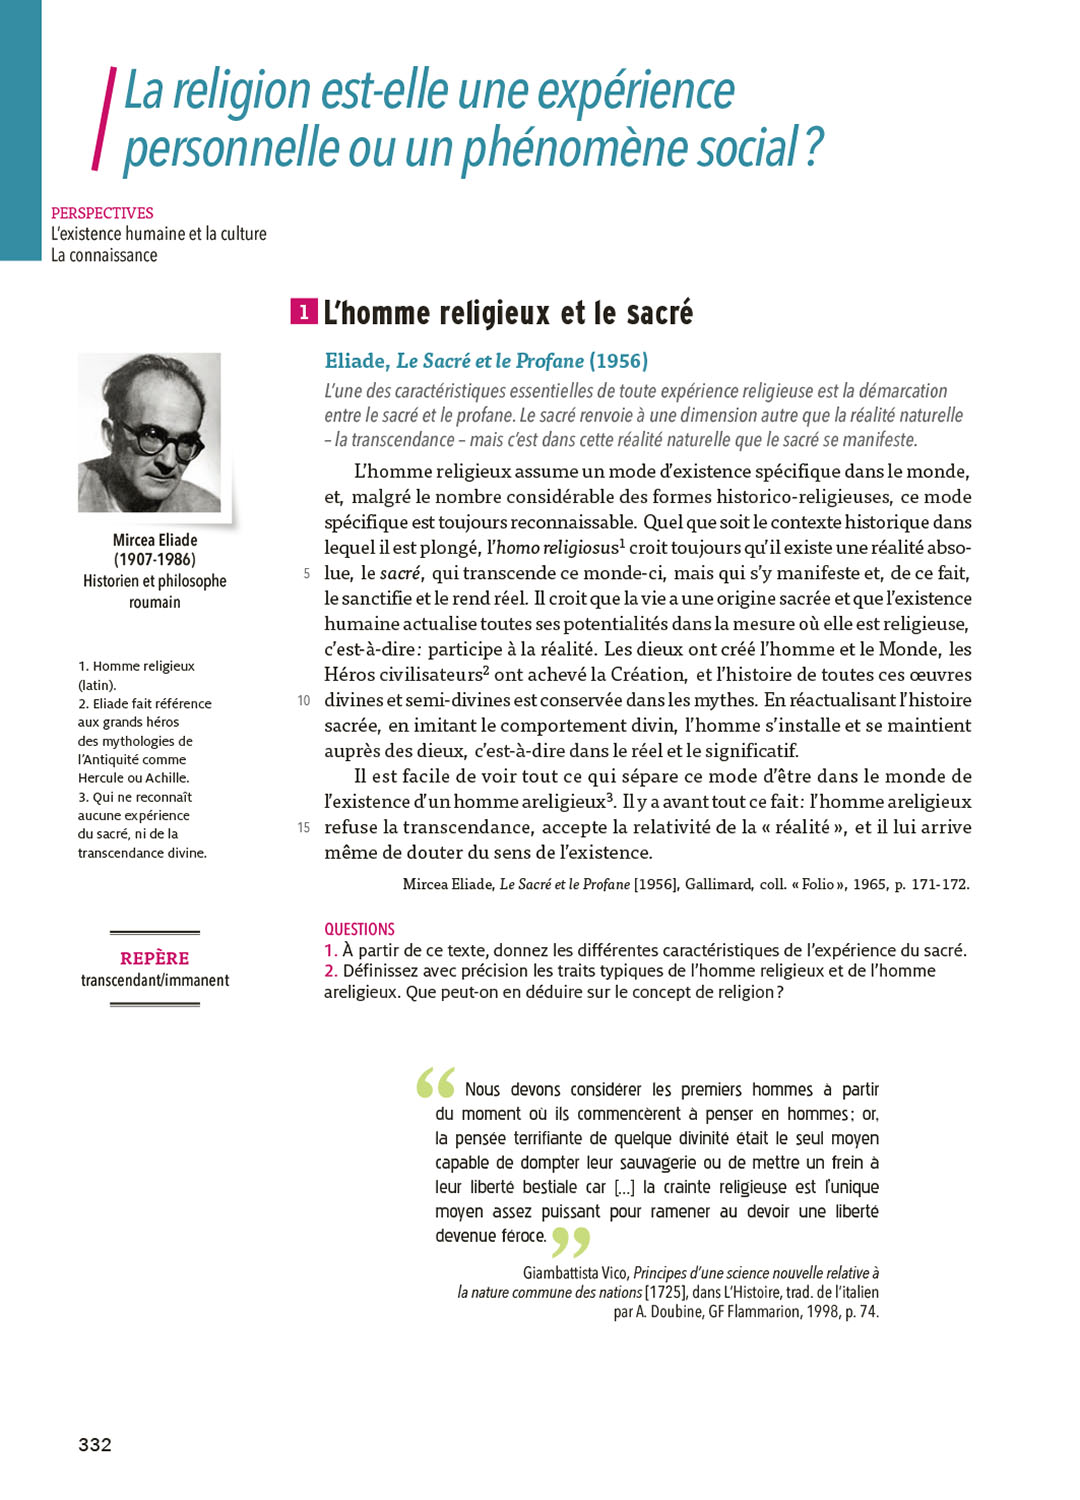 La religion est-elle une expérience
personnelle ou un phénomène social ?
PERSPECTIVES
L'existence humaine et la culture
La connaissance
1 L'homme religieux et le sacré
Eliade, Le Sacré et le Profane (1956)
L'une des caractéristiques essentielles de toute expérience religieuse est la démarcation
entre le sacré et le profane. Le sacré renvoie à une dimension autre que la réalité naturelle
– la transcendance – mais c'est dans cette réalité naturelle que le sacré se manifeste.
L'homme religieux assume un mode d'existence spécifique dans le monde,
et, malgré le nombre considérable des formes historico-religieuses, ce mode
spécifique est toujours reconnaissable. Quel que soit le contexte historique dans
lequel il est plongé, l'homo religiosus¹ croit toujours qu'il existe une réalité abso-
5 lue, le sacré, qui transcende ce monde-ci, mais qui s'y manifeste et, de ce fait,
le sanctifie et le rend réel. Il croit que la vie a une origine sacrée et que l'existence
humaine actualise toutes ses potentialités dans la mesure où elle est religieuse,
c'est-à-dire : participe à la réalité. Les dieux ont créé l'homme et le Monde, les
Héros civilisateurs² ont achevé la Création, et l'histoire de toutes ces œuvres
10 divines et semi-divines est conservée dans les mythes. En réactualisant l'histoire
sacrée, en imitant le comportement divin, l'homme s'installe et se maintient
auprès des dieux, c'est-à-dire dans le réel et le significatif.
Il est facile de voir tout ce qui sépare ce mode d'être dans le monde de
l'existence d'un homme areligieux³. Il y a avant tout ce fait : l'homme areligieux
15 refuse la transcendance, accepte la relativité de la « réalité », et il lui arrive
même de douter du sens de l'existence.
Mircea Eliade, Le Sacré et le Profane [1956], Gallimard, coll. « Folio », 1965, p. 171-172.
Mircea Eliade
(1907-1986)
Historien et philosophe
roumain
1. Homme religieux
(latin).
2. Eliade fait référence
aux grands héros
des mythologies de
l'Antiquité comme
Hercule ou Achille.
3. Qui ne reconnaît
aucune expérience
du sacré, ni de la
transcendance divine.
REPÈRE
transcendant/immanent
QUESTIONS
1. À partir de ce texte, donnez les différentes caractéristiques de l'expérience du sacré.
2. Définissez avec précision les traits typiques de l'homme religieux et de l'homme
areligieux. Que peut-on en déduire sur le concept de religion ?
“ Nous devons considérer les premiers hommes à partir
du moment où ils commencèrent à penser en hommes ; or,
la pensée terrifiante de quelque divinité était le seul moyen
capable de dompter leur sauvagerie ou de mettre un frein à
leur liberté bestiale car [...] la crainte religieuse est l'unique
moyen assez puissant pour ramener au devoir une liberté
devenue féroce. ”
Giambattista Vico, Principes d'une science nouvelle relative à
la nature commune des nations [1725], dans L'Histoire, trad. de l'italien
par A. Doubine, GF Flammarion, 1998, p. 74.
332